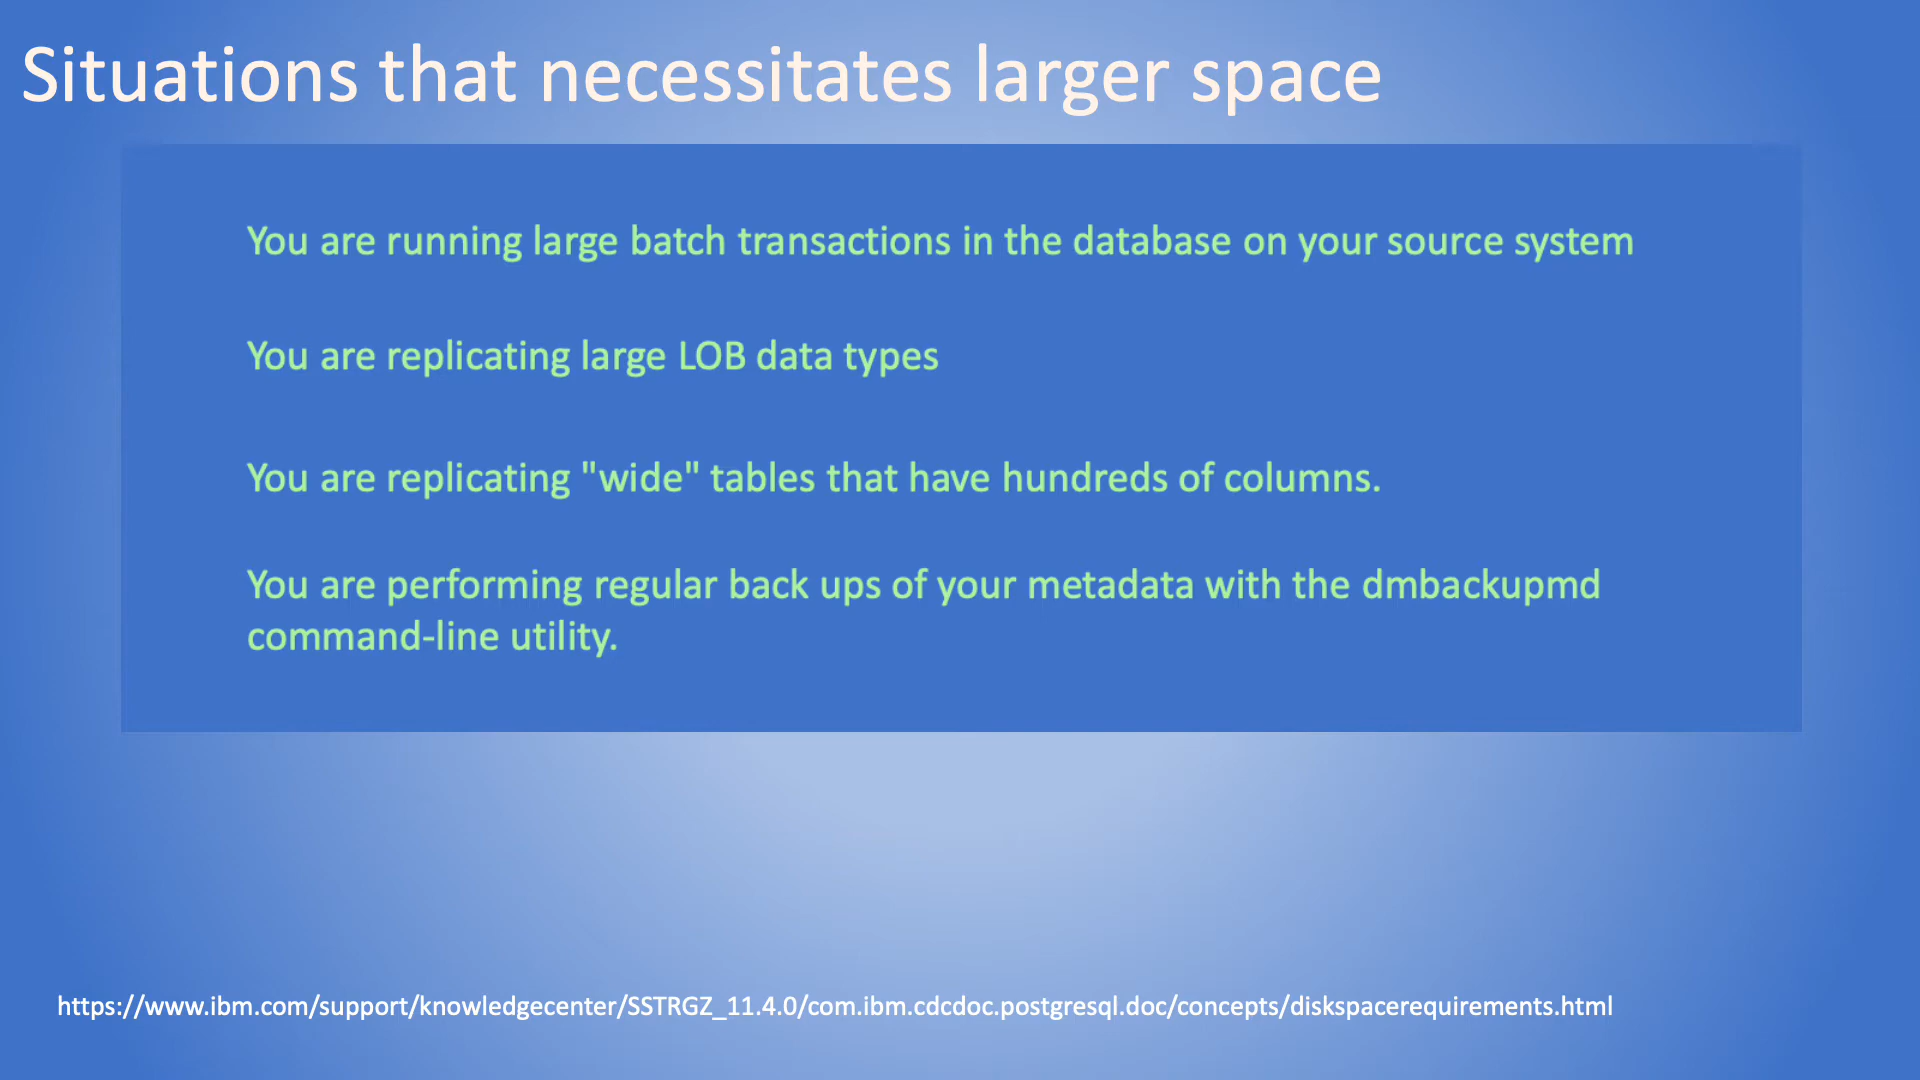 Situations that necessitates larger space
You are running large batch transactions in the database on your source system
You are replicating large LOB data types
You are replicating "wide" tables that have hundreds of columns.
You are performing regular back ups of your metadata with the dmbackupmd
command-line utility.
https://www.ibm.com/support/knowledgecenter/SSTRGZ_11.4.0/com.ibm.cdcdoc.postgresql.doc/concepts/diskspacerequirements.html